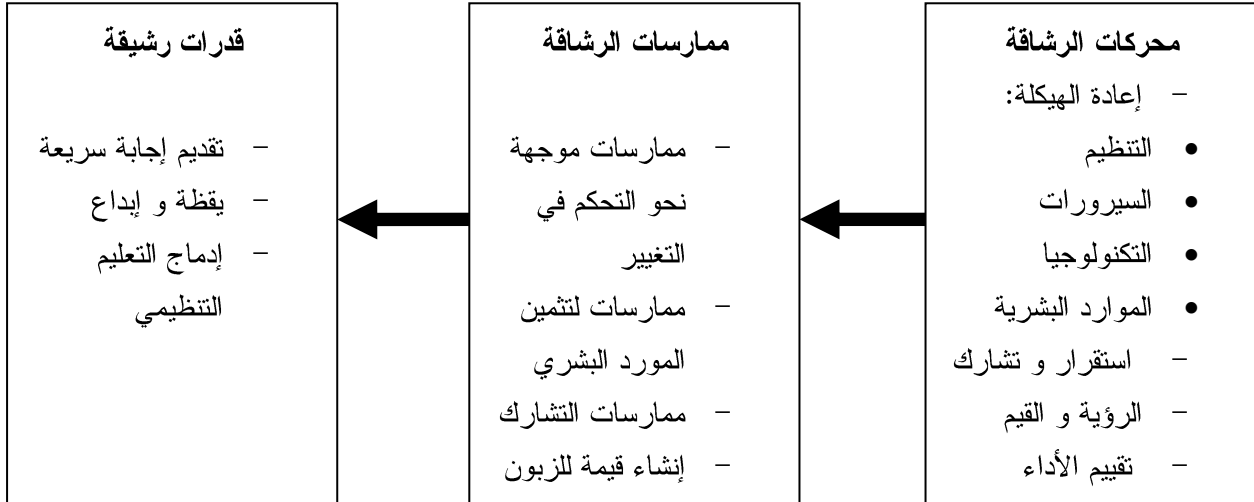 محركات الرشاقة
– إعادة الهيكلة:
• التنظيم
• السيرورات
• التكنولوجيا
• الموارد البشرية
– استقرار و تشارك
– الرؤية و القيم
– تقييم الأداء
ممارسات الرشاقة
– ممارسات موجهة
نحو التحكم في
التغيير
– ممارسات لتثمين
المورد البشري
– ممارسات التشارك
– إنشاء قيمة للزبون
قدرات رشيقة
– تقديم إجابة سريعة
– يقظة و إبداع
– إدماج التعليم
التنظيمي